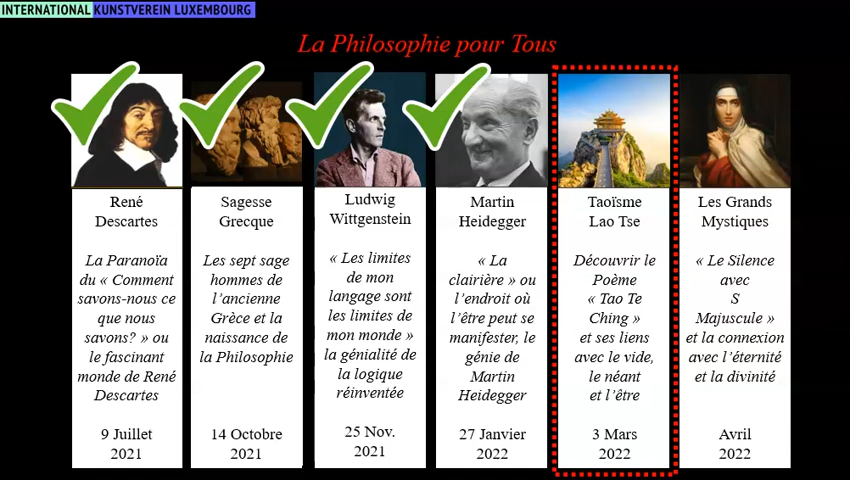 INTERNATIONAL KUNSTVEREIN LUXEMBOURG
La Philosophie pour Tous
René
Descartes
La Paranoïa
du « Comment
savons-nous ce
que nous
savons? » ou
le fascinant
monde de René
Descartes
9 Juillet
2021
Sagesse
Grecque
Les sept sage
hommes de
l’ancienne
Grèce et la
naissance de
la Philosophie
14 Octobre
2021
Ludwig
Wittgenstein
« Les limites
de mon
langage sont
les limites de
mon monde »
la génialité de
la logique
réinventée
25 Nov.
2021
Martin
Heidegger
« La
clairière » ou
l’endroit où
l’être peut se
manifester, le
génie de
Martin
Heidegger
27 Janvier
2022
Taoïsme
Lao Tse
Découvrir le
Poème
« Tao Te
Ching »
et ses liens
avec le vide,
le néant
et l’être
3 Mars
2022
Les Grands
Mystiques
« Le Silence
avec
S
Majuscule »
et la connexion
avec l’éternité
et la divinité
Avril
2022